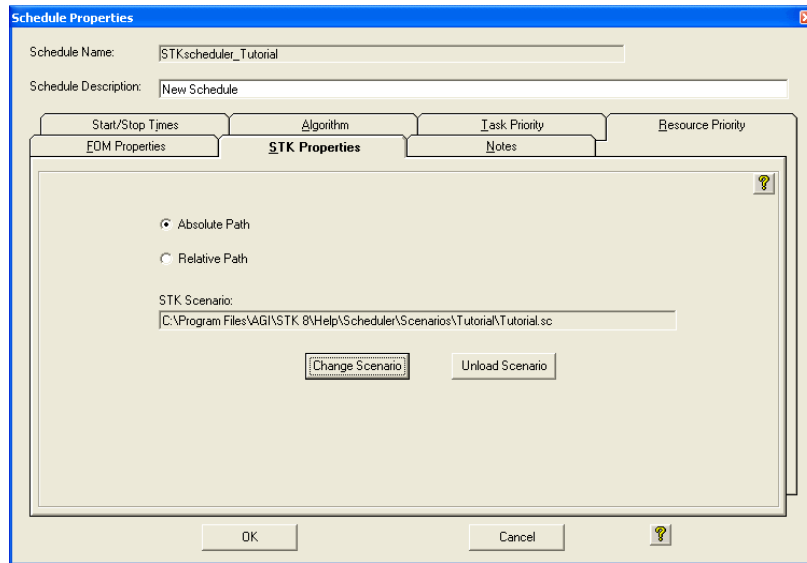 Schedule Properties
Schedule Name: STKscheduler_Tutorial
Schedule Description: New Schedule
Start/Stop Times Algorithm Task Priority Resource Priority
FOM Properties STK Properties Notes
?
Absolute Path
Relative Path
STK Scenario:
C:\Program Files\AGI\STK 8\Help\Scheduler\Scenarios\Tutorial\Tutorial.sc
Change Scenario Unload Scenario
OK Cancel ?